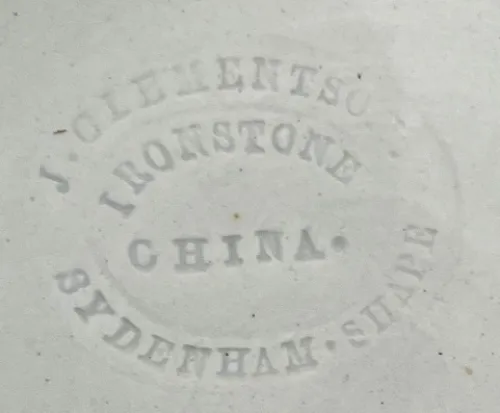 J. CLEMENTSO
IRONSTONE
CHINA.
SYDENHAM · SHAPE